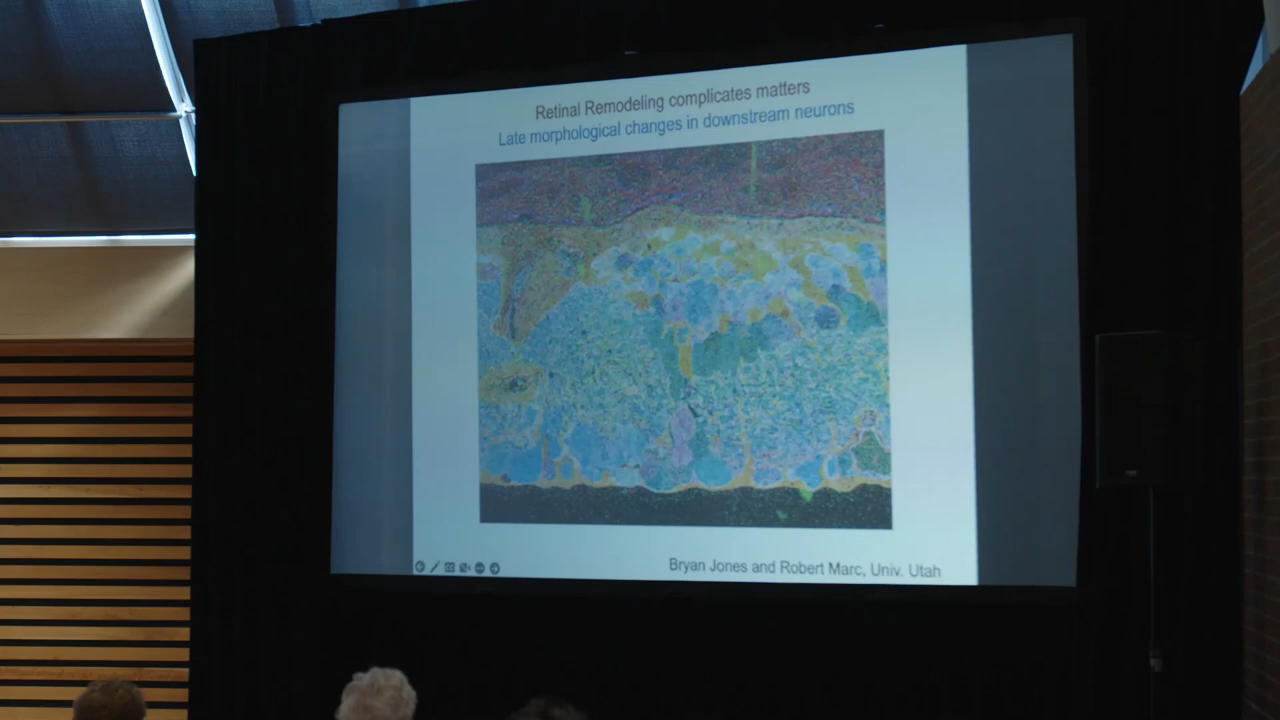 Retinal Remodeling complicates matters
Late morphological changes in downstream neurons
Bryan Jones and Robert Marc, Univ. Utah